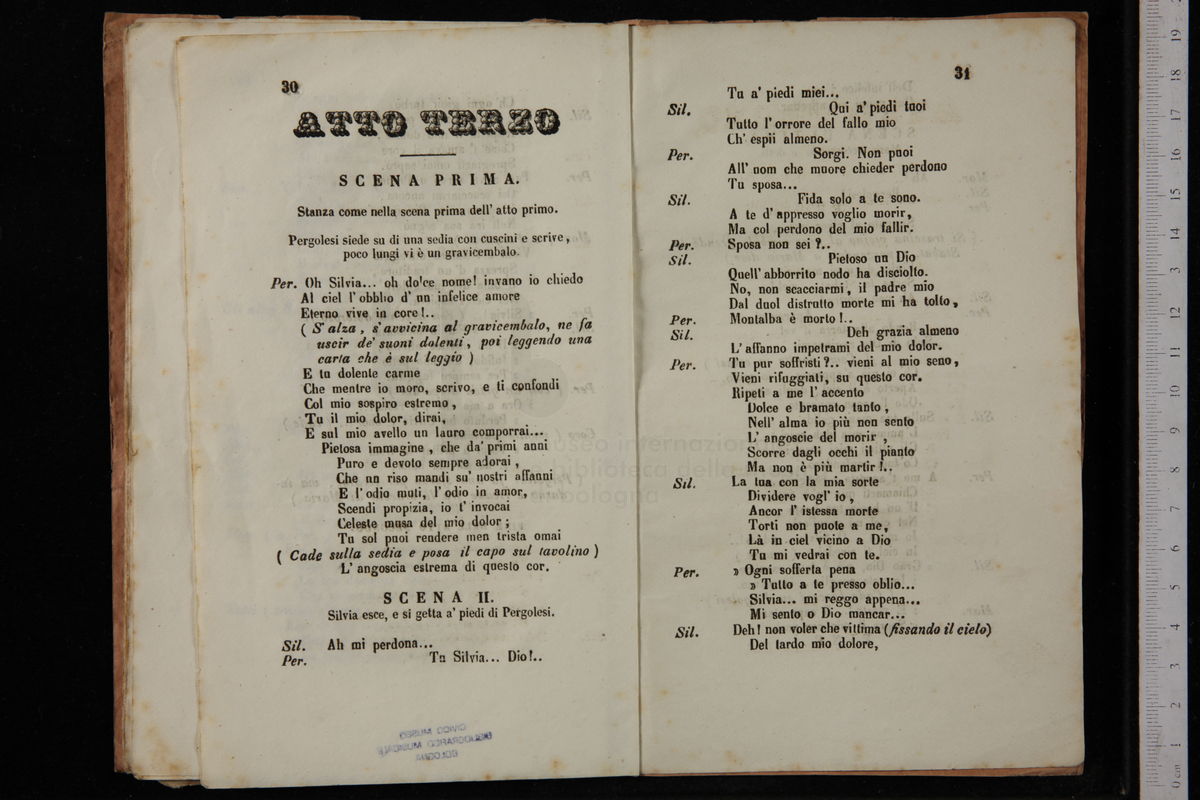 30
ATTO TERZO
SCENA PRIMA.
Stanza come nella scena prima dell' atto primo.
Pergolesi siede su di una sedia con cuscini e scrive,
poco lungi vi è un gravicembalo.
Per. Oh Silvia... oh dolce nome! invano io chiedo
Al ciel l' obblio d' un infelice amore
Eterno vive in core!..
( S' alza, s' avvicina al gravicembalo, ne fa
uscir de' suoni dolenti, poi leggendo una
carta che è sul leggìo )
E tu dolente carme
Che mentre io moro, scrivo, e ti confondi
Col mio sospiro estremo,
Tu il mio dolor, dirai,
E sul mio avello un lauro comporrai...
Pietosa immagine, che da' primi anni
Puro e devoto sempre adorai,
Che un riso mandi su' nostri affanni
E l' odio muti, l' odio in amor,
Scendi propizia, io t' invocai
Celeste musa del mio dolor;
Tu sol puoi rendere men trista omai
( Cade sulla sedia e posa il capo sul tavolino )
L' angoscia estrema di questo cor.
SCENA II.
Silvia esce, e si getta a' piedi di Pergolesi.
Sil. Ah mi perdona...
Per. Tu Silvia... Dio!..
MUSEO CIVICO
BOLOGNA
31
Tu a' piedi miei...
Sil. Qui a' piedi tuoi
Tutto l' orrore del fallo mio
Ch' espii almeno.
Per. Sorgi. Non puoi
All' uom che muore chieder perdono
Tu sposa...
Sil. Fida solo a te sono.
A te d' appresso voglio morir,
Ma col perdono del mio fallir.
Per. Sposa non sei?..
Sil. Pietoso un Dio
Quell' abborrito nodo ha disciolto.
No, non scacciarmi, il padre mio
Dal duol distrutto morte mi ha tolto,
Per. Montalba è morto!..
Sil. Deh grazia almeno
L' affanno impetrami del mio dolor.
Per. Tu pur soffristi?.. vieni al mio seno,
Vieni rifuggiati, su questo cor.
Ripeti a me l' accento
Dolce e bramato tanto,
Nell' alma io più non sento
L' angoscie del morir,
Scorre dagli occhi il pianto
Ma non è più martir!..
Sil. La tua con la mia sorte
Dividere vogl' io,
Ancor l' istessa morte
Torti non puote a me,
Là in ciel vicino a Dio
Tu mi vedrai con te.
Per. » Ogni sofferta pena
» Tutto a te presso oblio...
Silvia... mi reggo appena...
Mi sento o Dio mancar...
Sil. Deh! non voler che vittima (fissando il cielo)
Del tardo mio dolore,
museo internazion
biblioteca della
bologna